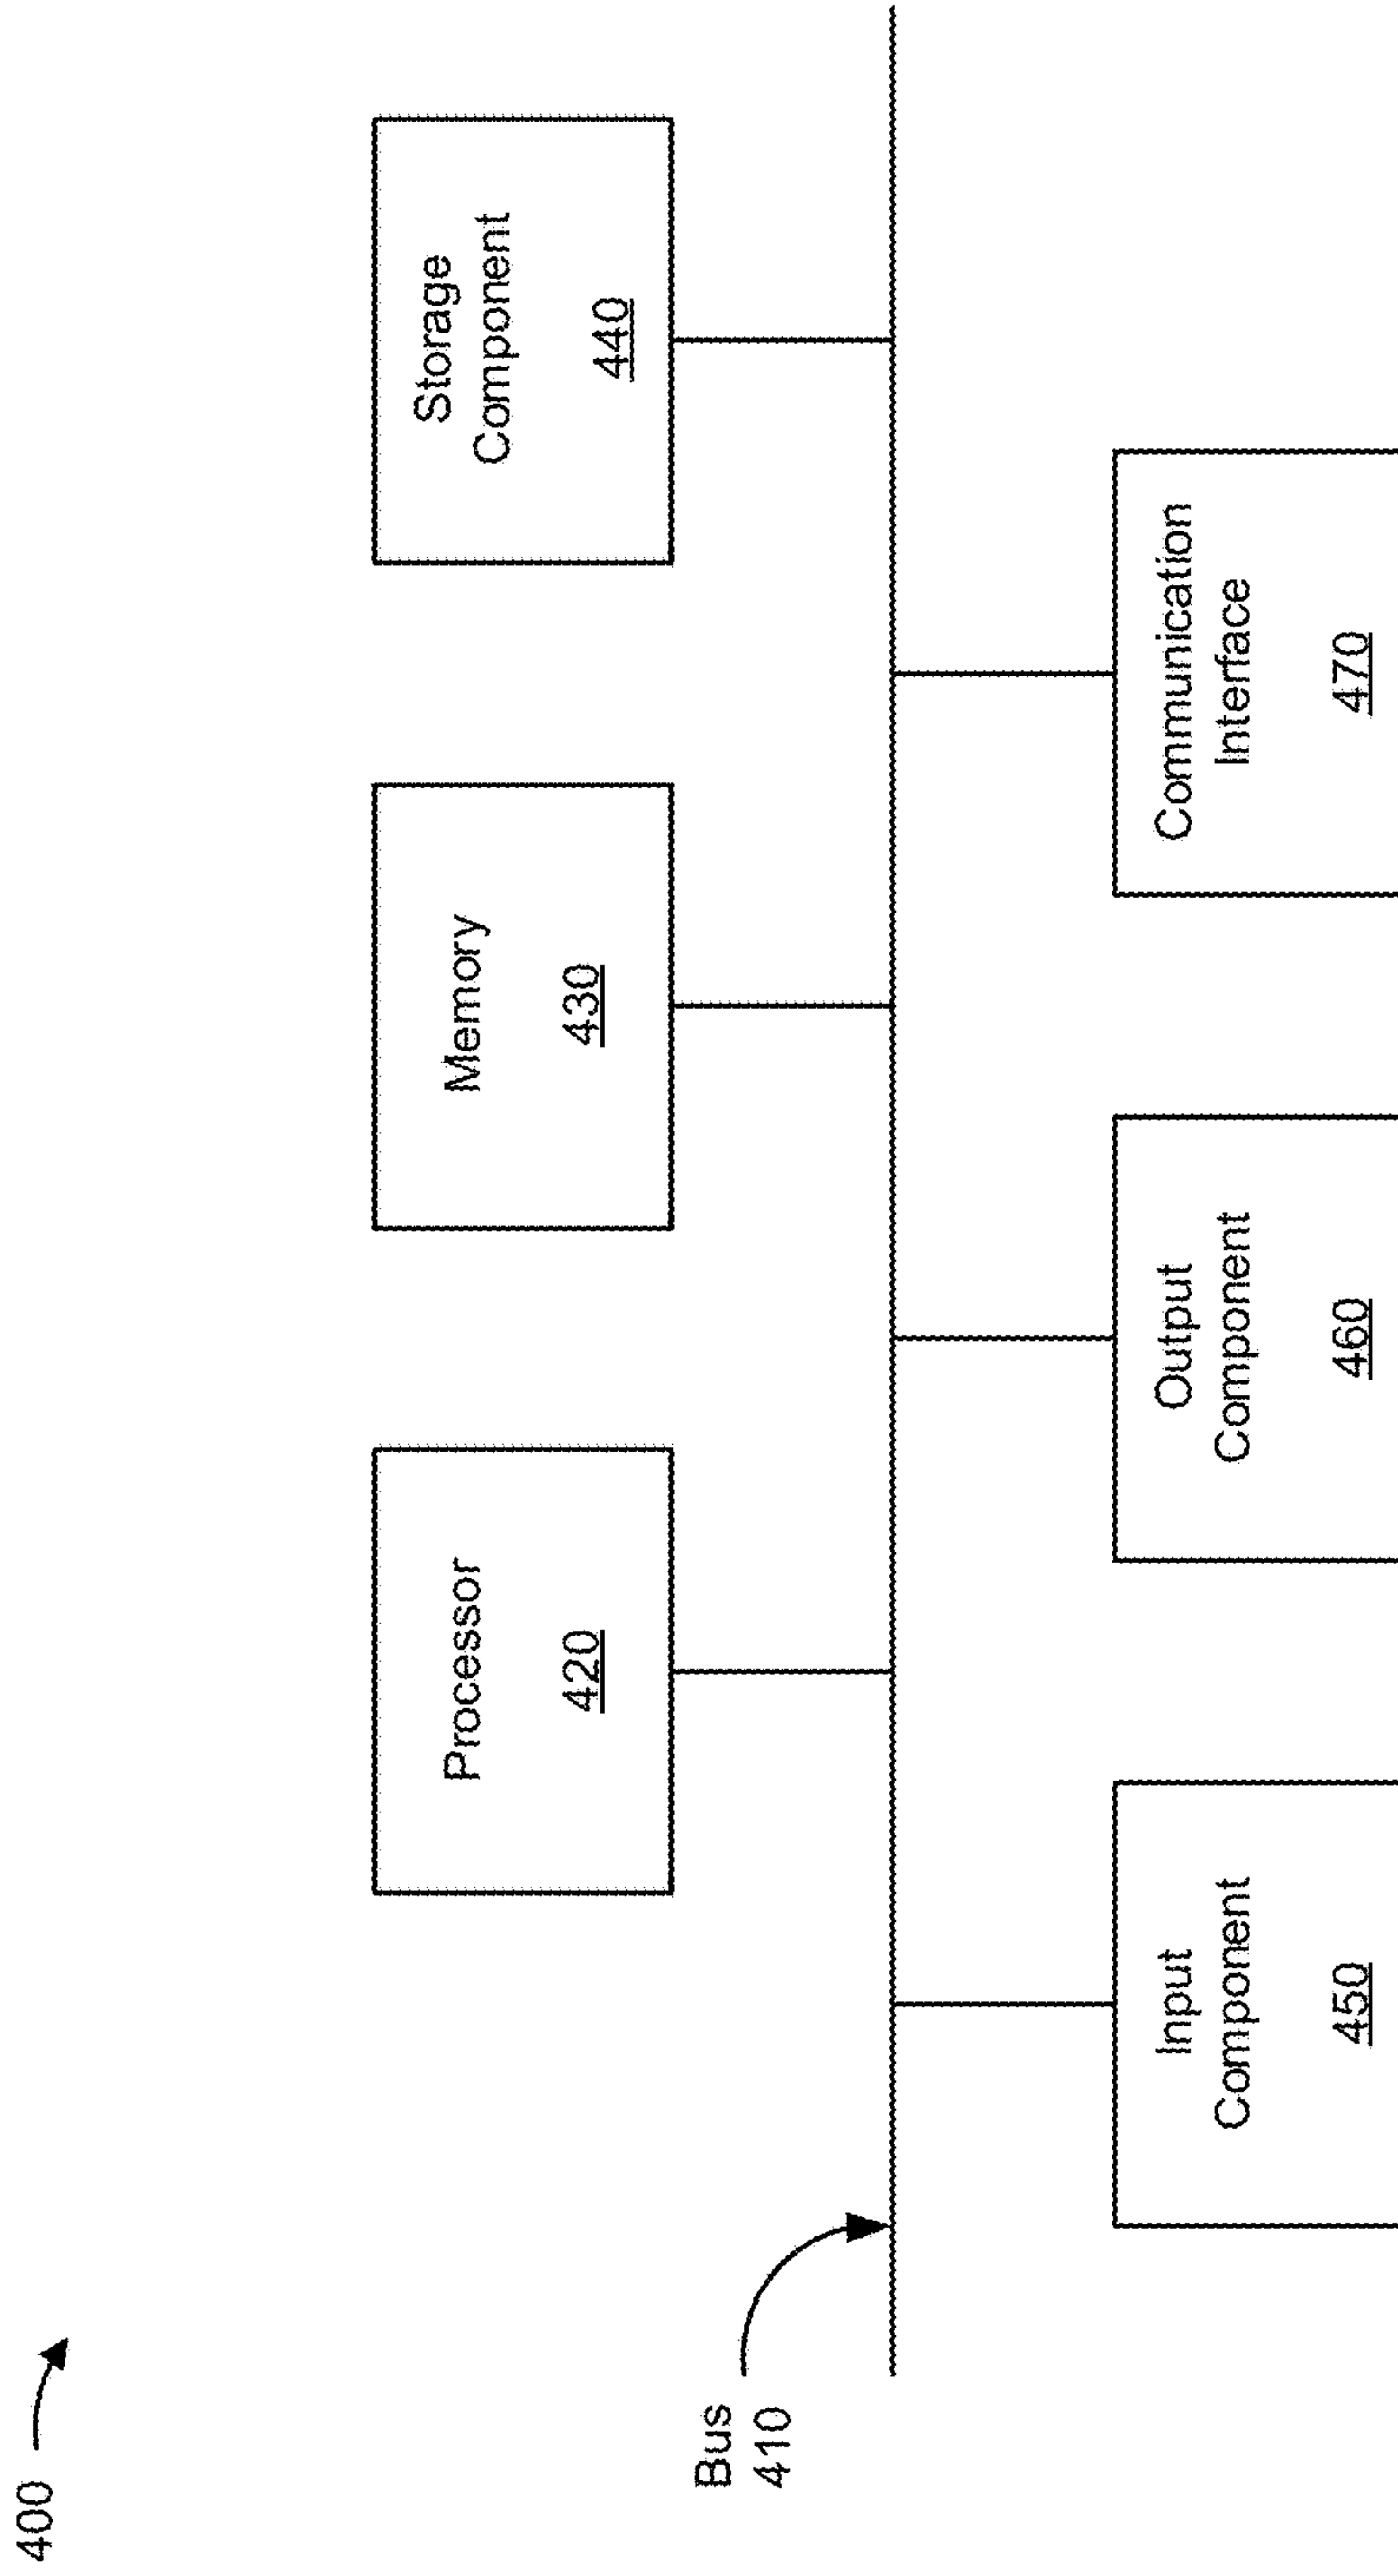 400
Processor
420
Memory
430
Storage
Component
440
Bus
410
Input
Component
450
Output
Component
460
Communication
Interface
470